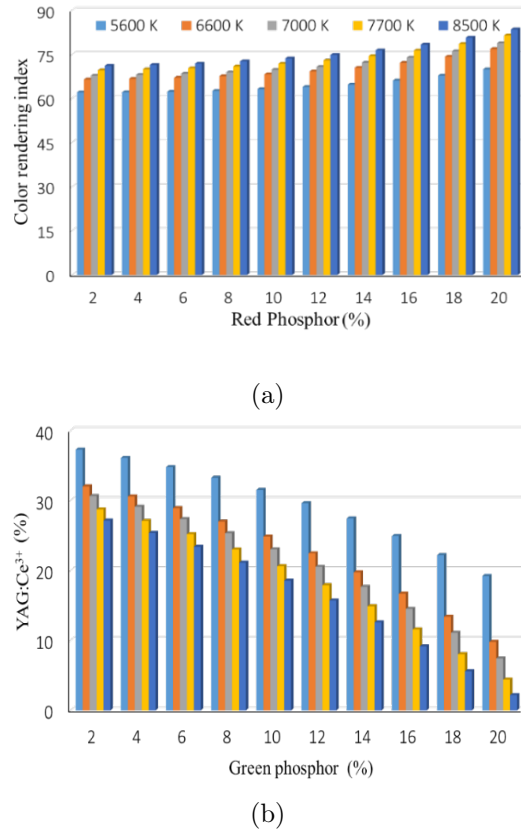 90
5600 K 6600 K 7000 K 7700 K 8500 K
75
60
45
30
15
0
Color rendering index
2 4 6 8 10 12 14 16 18 20
Red Phosphor (%)
(a)
40
30
20
10
0
YAG:Ce³⁺ (%)
2 4 6 8 10 12 14 16 18 20
Green phosphor (%)
(b)